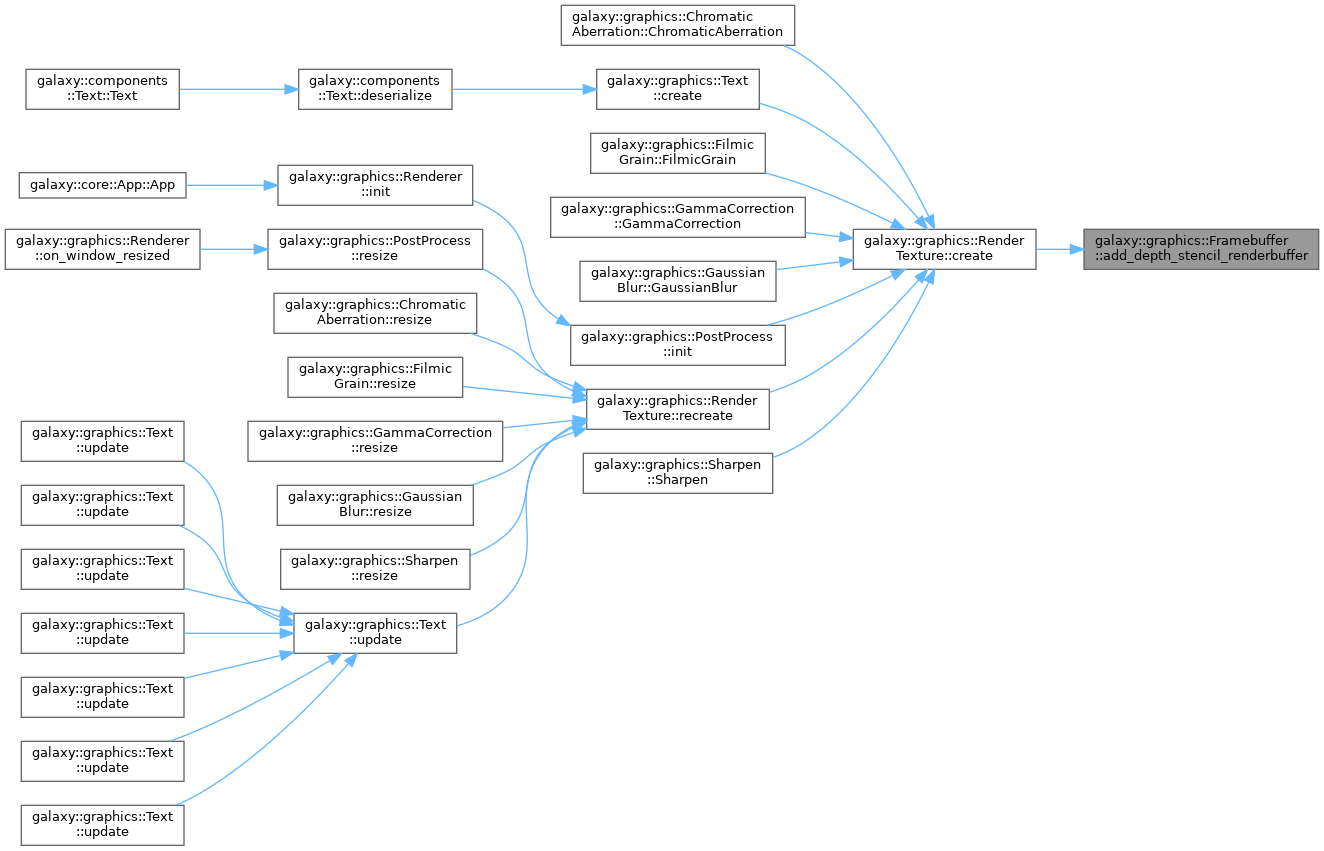 galaxy::graphics::Chromatic
Aberration::ChromaticAberration
galaxy::components
::Text::Text
galaxy::components
::Text::deserialize
galaxy::graphics::Text
::create
galaxy::graphics::Filmic
Grain::FilmicGrain
galaxy::core::App::App
galaxy::graphics::Renderer
::init
galaxy::graphics::GammaCorrection
::GammaCorrection
galaxy::graphics::Renderer
::on_window_resized
galaxy::graphics::PostProcess
::resize
galaxy::graphics::Render
Texture::create
galaxy::graphics::Framebuffer
::add_depth_stencil_renderbuffer
galaxy::graphics::Gaussian
Blur::GaussianBlur
galaxy::graphics::Chromatic
Aberration::resize
galaxy::graphics::PostProcess
::init
galaxy::graphics::Filmic
Grain::resize
galaxy::graphics::Render
Texture::recreate
galaxy::graphics::Text
::update
galaxy::graphics::GammaCorrection
::resize
galaxy::graphics::Sharpen
::Sharpen
galaxy::graphics::Text
::update
galaxy::graphics::Gaussian
Blur::resize
galaxy::graphics::Text
::update
galaxy::graphics::Sharpen
::resize
galaxy::graphics::Text
::update
galaxy::graphics::Text
::update
galaxy::graphics::Text
::update
galaxy::graphics::Text
::update
galaxy::graphics::Text
::update